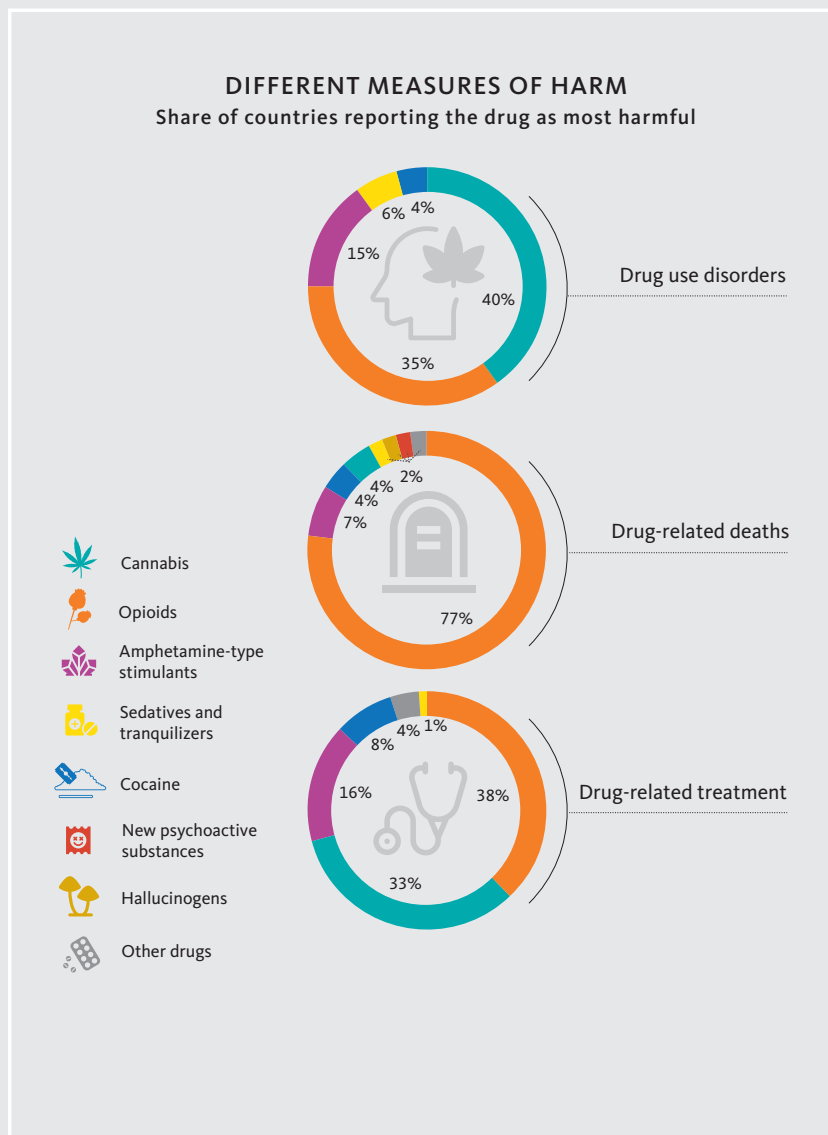 DIFFERENT MEASURES OF HARM
Share of countries reporting the drug as most harmful
6%
4%
15%
40%
35%
Drug use disorders
2%
4%
4%
7%
77%
Drug-related deaths
Cannabis
Opioids
Amphetamine-type
stimulants
Sedatives and
tranquilizers
Cocaine
New psychoactive
substances
Hallucinogens
Other drugs
1%
4%
8%
16%
38%
33%
Drug-related treatment